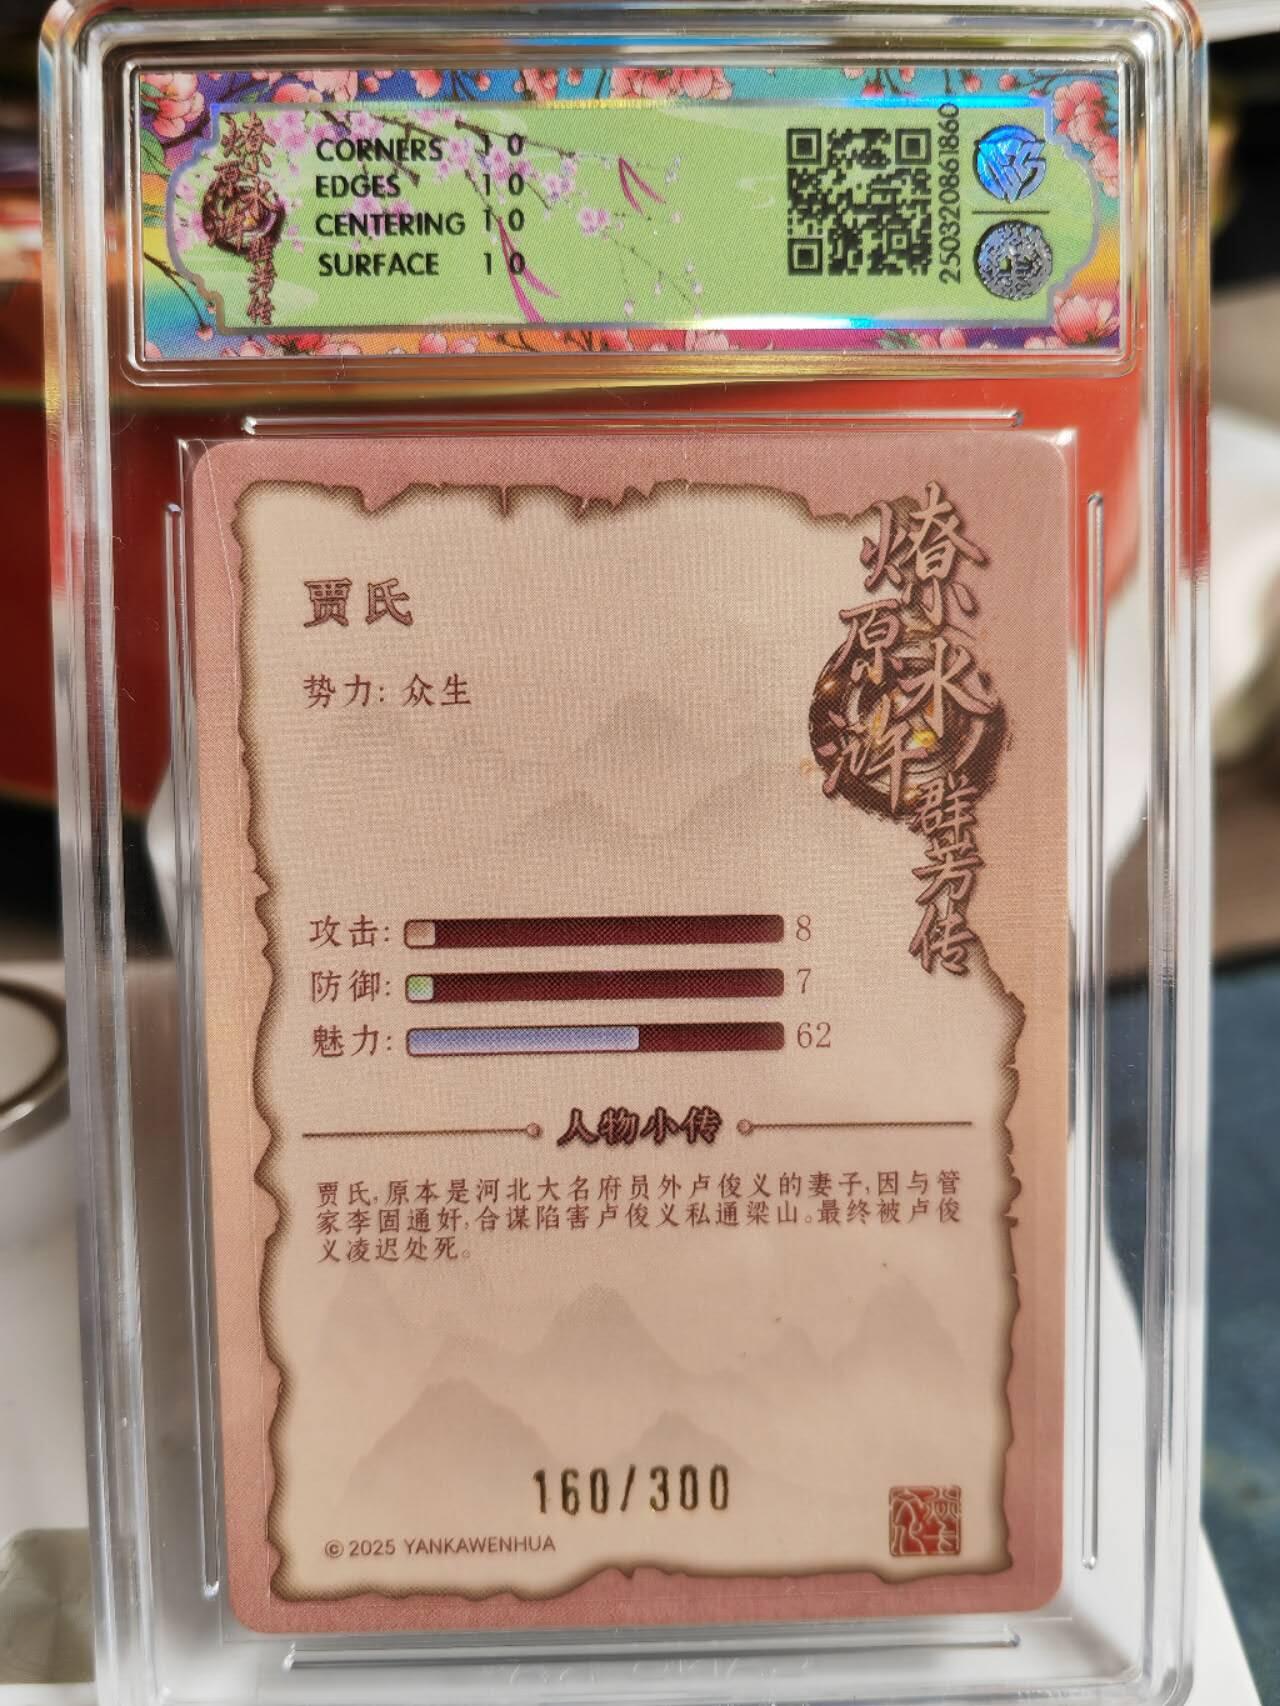 燎原水浒群芳传
CORNERS 10
EDGES 10
CENTERING 10
SURFACE 10
2503208661860
燎原水浒群芳传
贾氏
势力: 众生
攻击: 8
防御: 7
魅力: 62
人物小传
贾氏,原本是河北大名府员外卢俊义的妻子,因与管
家李固通奸,合谋陷害卢俊义私通梁山。最终被卢俊
义凌迟处死。
160/300
© 2025 YANKAWENHUA